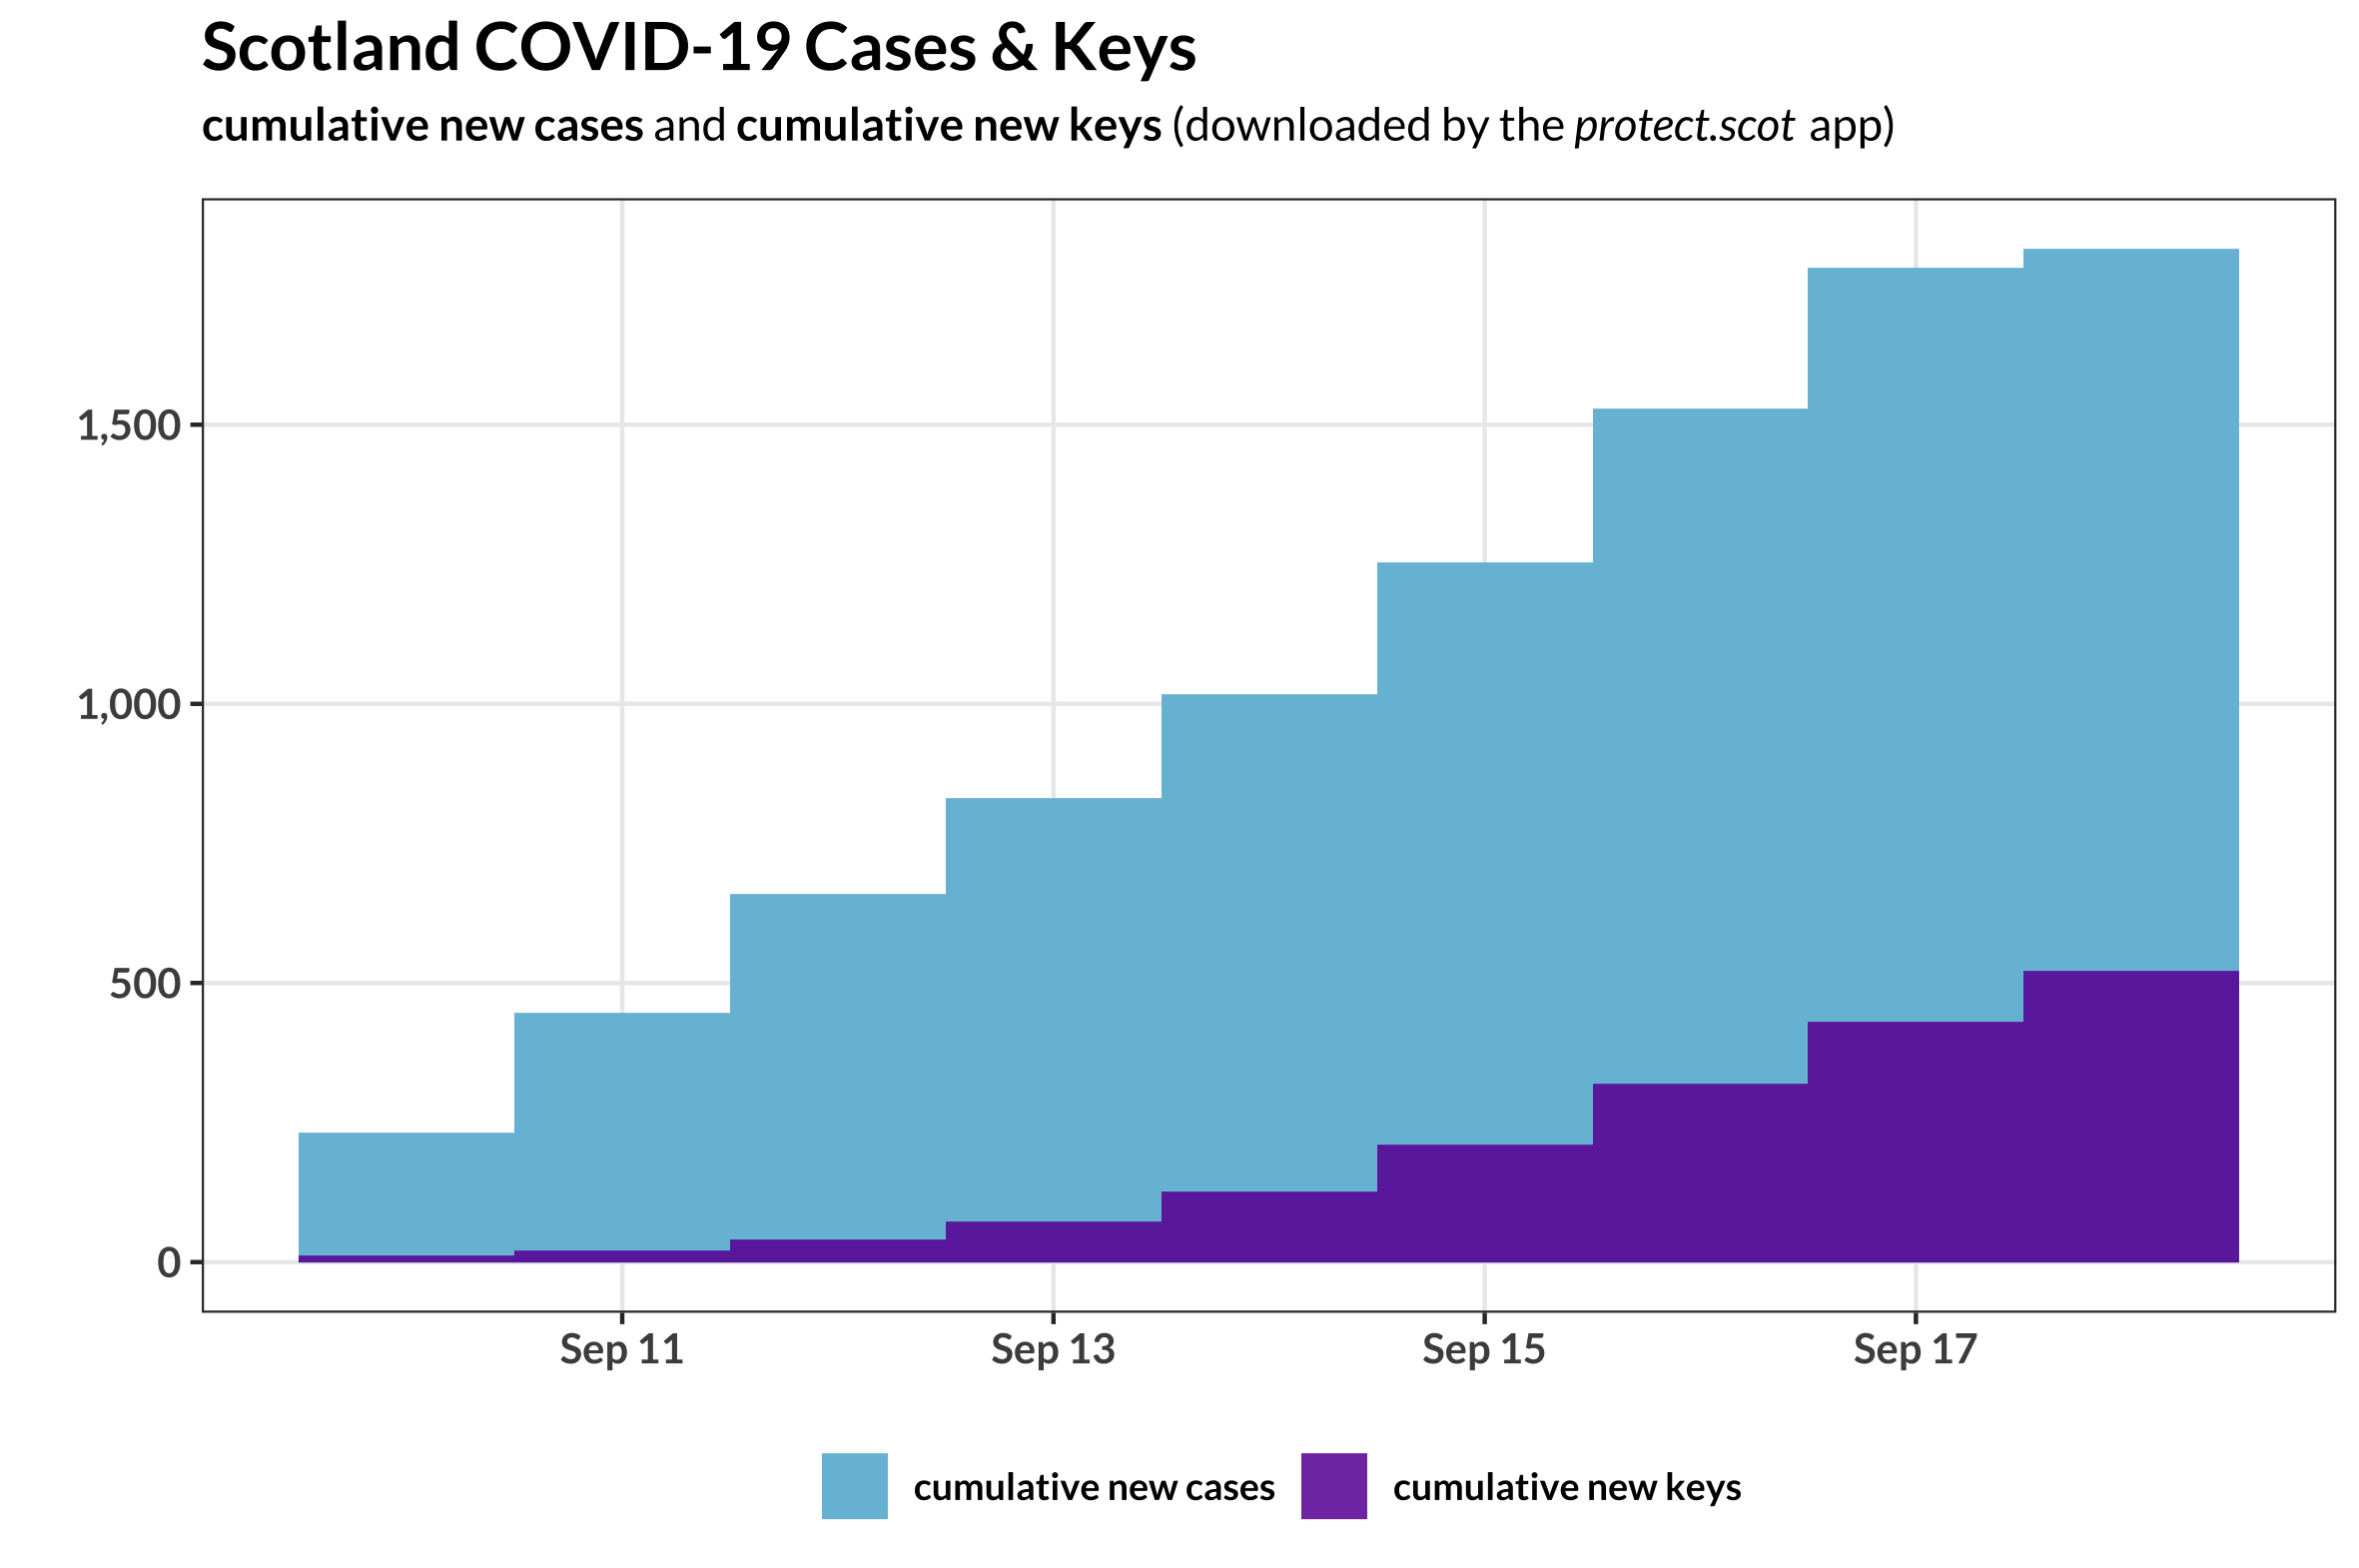 Scotland COVID-19 Cases & Keys
cumulative new cases and cumulative new keys (downloaded by the protect.scot app)
1,500
1,000
500
0
Sep 11 Sep 13 Sep 15 Sep 17
cumulative new cases cumulative new keys